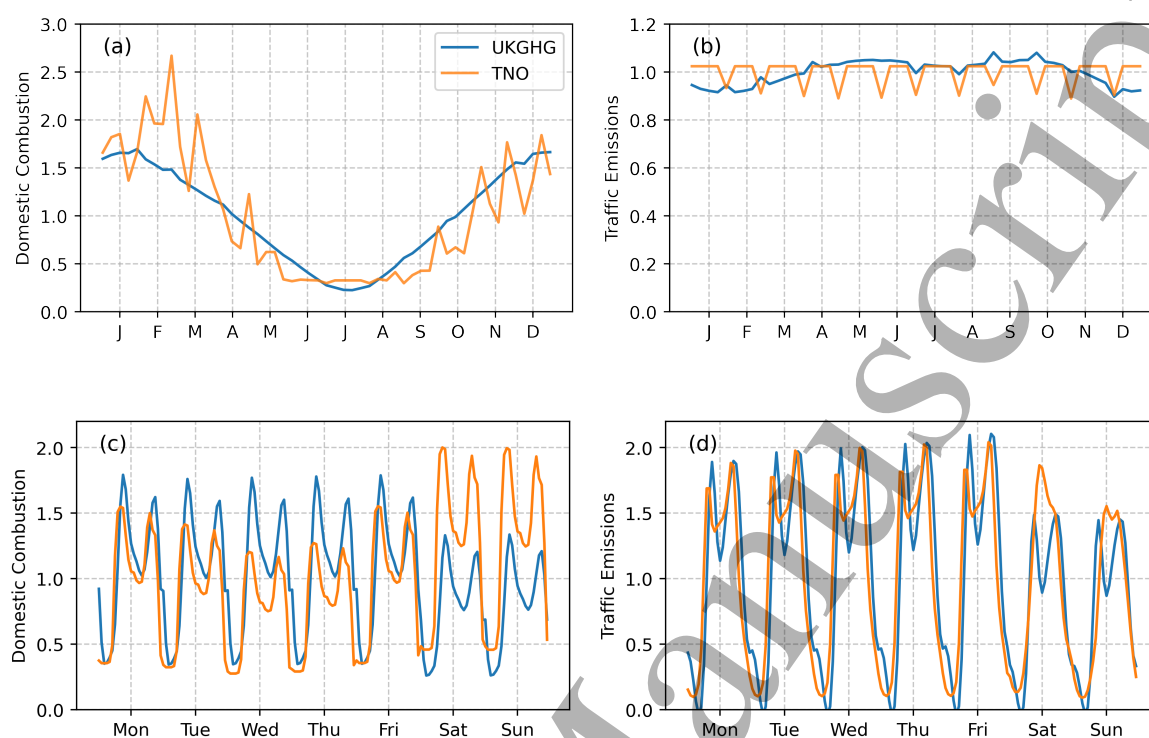 (a)
UKGHG
TNO
Domestic Combustion
3.0
2.5
2.0
1.5
1.0
0.5
0.0
J F M A M J J A S O N D
(b)
Traffic Emissions
1.2
1.0
0.8
0.6
0.4
0.2
0.0
J F M A M J J A S O N D
(c)
Domestic Combustion
2.0
1.5
1.0
0.5
0.0
Mon Tue Wed Thu Fri Sat Sun
(d)
Traffic Emissions
2.0
1.5
1.0
0.5
0.0
Mon Tue Wed Thu Fri Sat Sun
Manuscrip